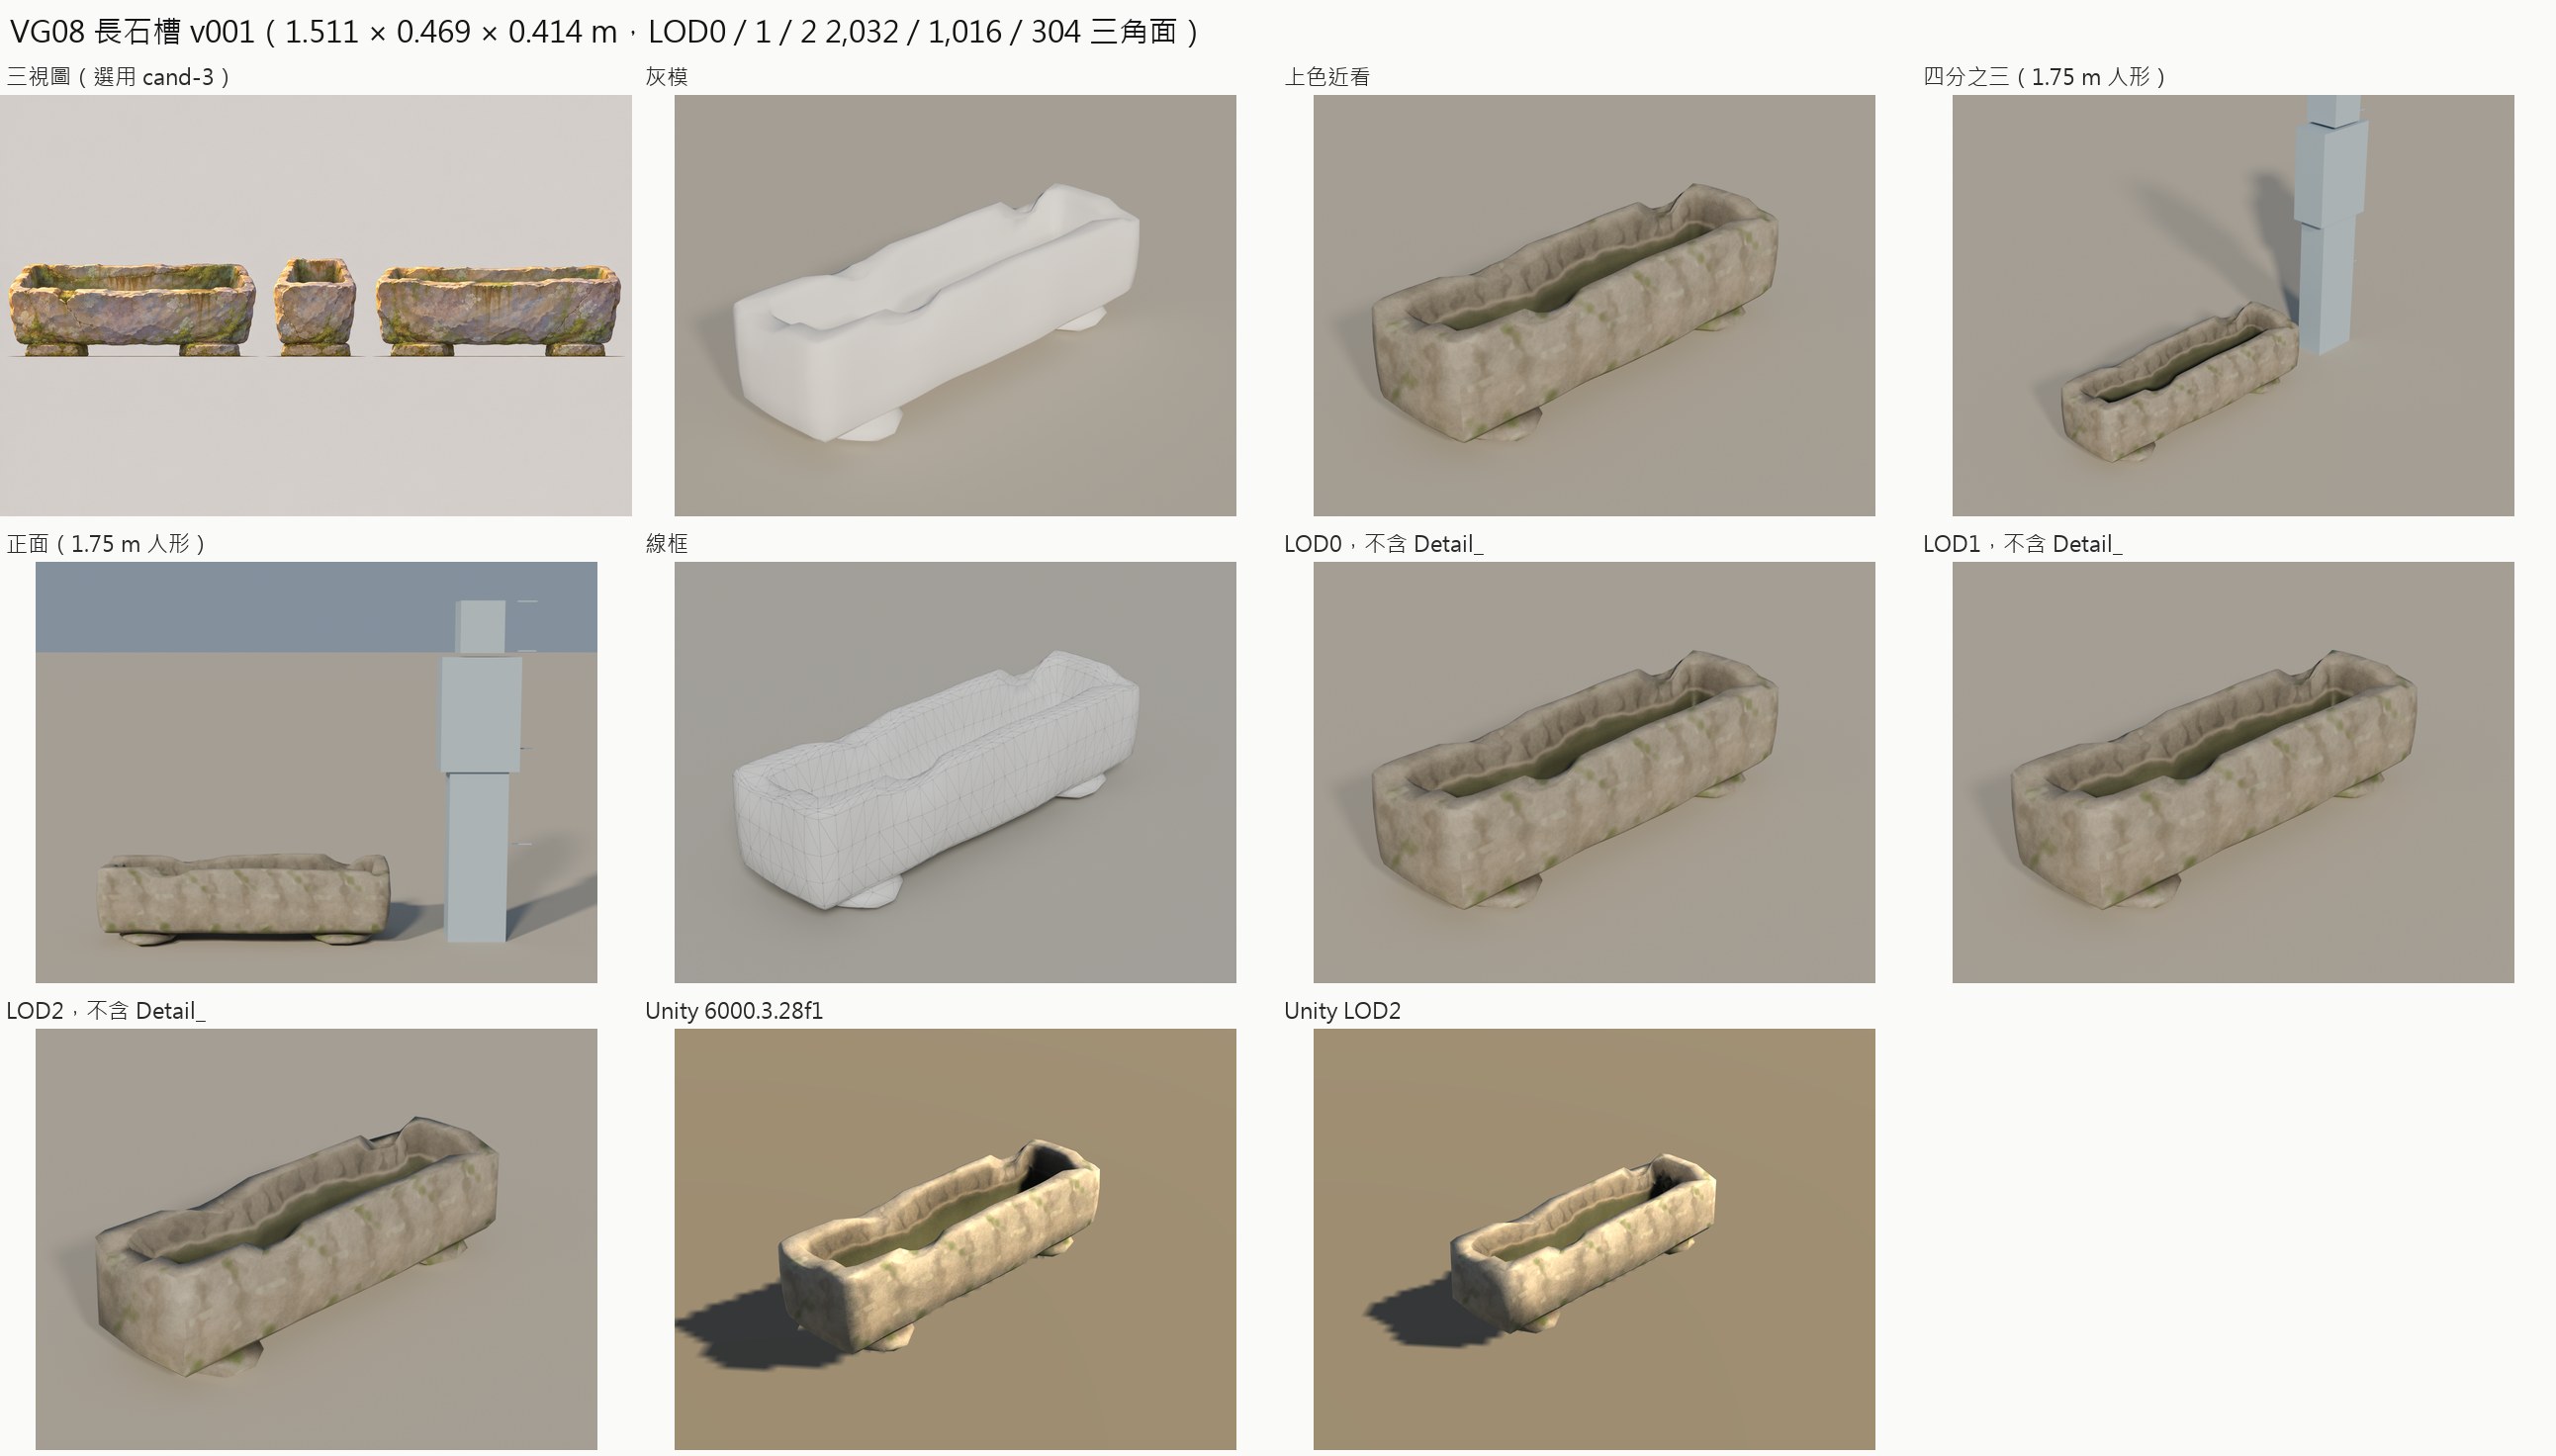 VG08 長石槽 v001（1.511 × 0.469 × 0.414 m，LOD0 / 1 / 2 2,032 / 1,016 / 304 三角面）
三視圖（選用 cand-3）
灰模
上色近看
四分之三（1.75 m 人形）
正面（1.75 m 人形）
線框
LOD0，不含 Detail_
LOD1，不含 Detail_
LOD2，不含 Detail_
Unity 6000.3.28f1
Unity LOD2